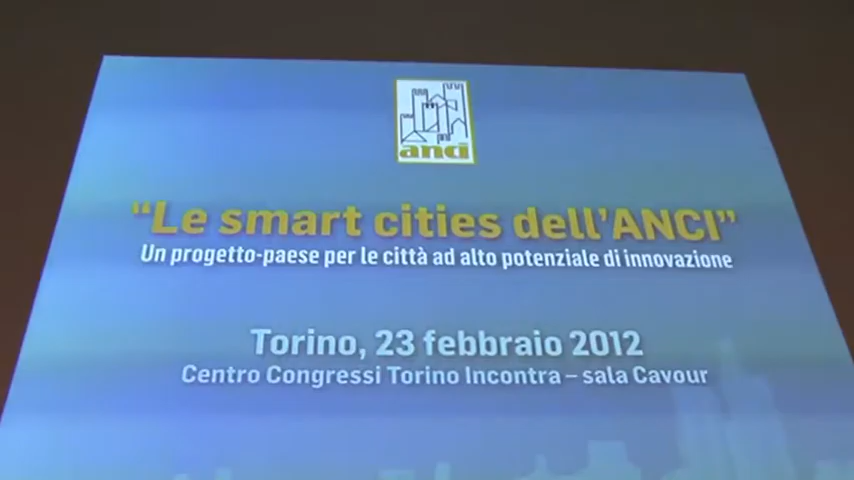 anci
"Le smart cities dell'ANCI"
Un progetto-paese per le città ad alto potenziale di innovazione
Torino, 23 febbraio 2012
Centro Congressi Torino Incontra – sala Cavour